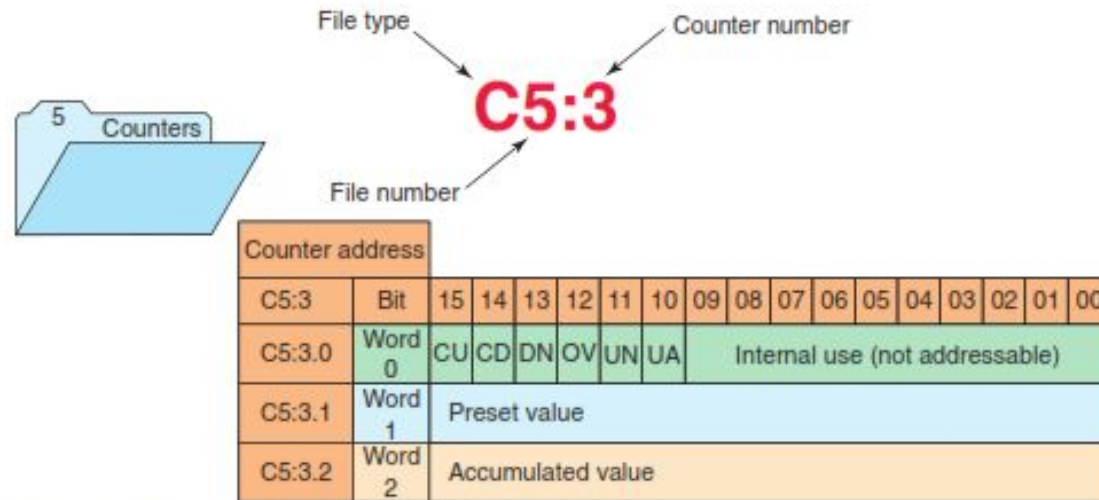 File type
Counter number
C5:3
5
Counters
File number
Counter address
C5:3 Bit 15 14 13 12 11 10 09 08 07 06 05 04 03 02 01 00
C5:3.0 Word 0 CU CD DN OV UN UA Internal use (not addressable)
C5:3.1 Word 1 Preset value
C5:3.2 Word 2 Accumulated value